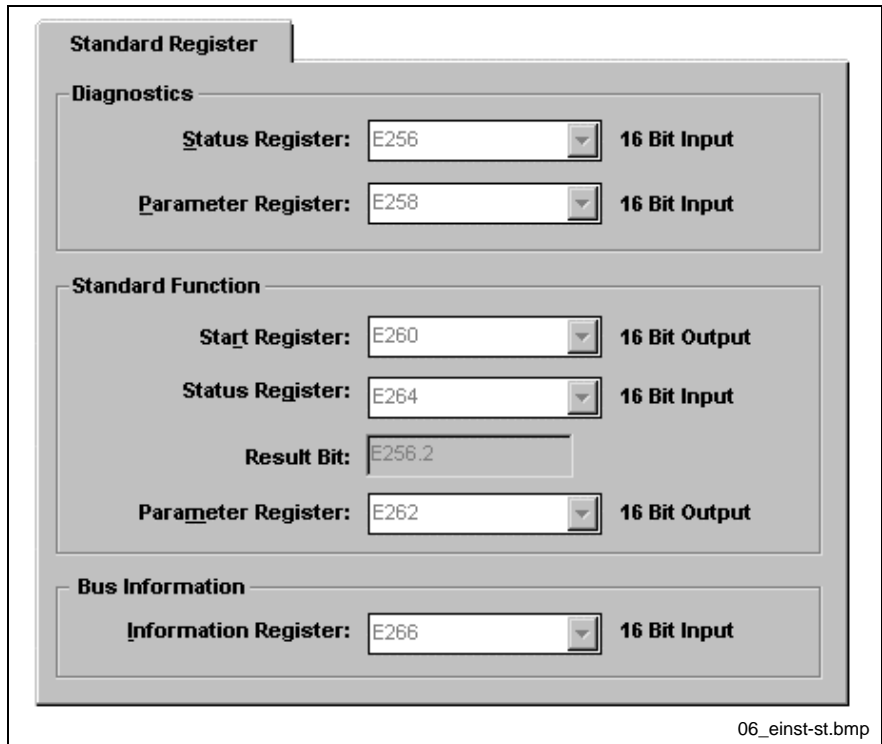 Standard Register
Diagnostics
Status Register: E256 16 Bit Input
Parameter Register: E258 16 Bit Input
Standard Function
Start Register: E260 16 Bit Output
Status Register: E264 16 Bit Input
Result Bit: E256.2
Parameter Register: E262 16 Bit Output
Bus Information
Information Register: E266 16 Bit Input
06_einst-st.bmp